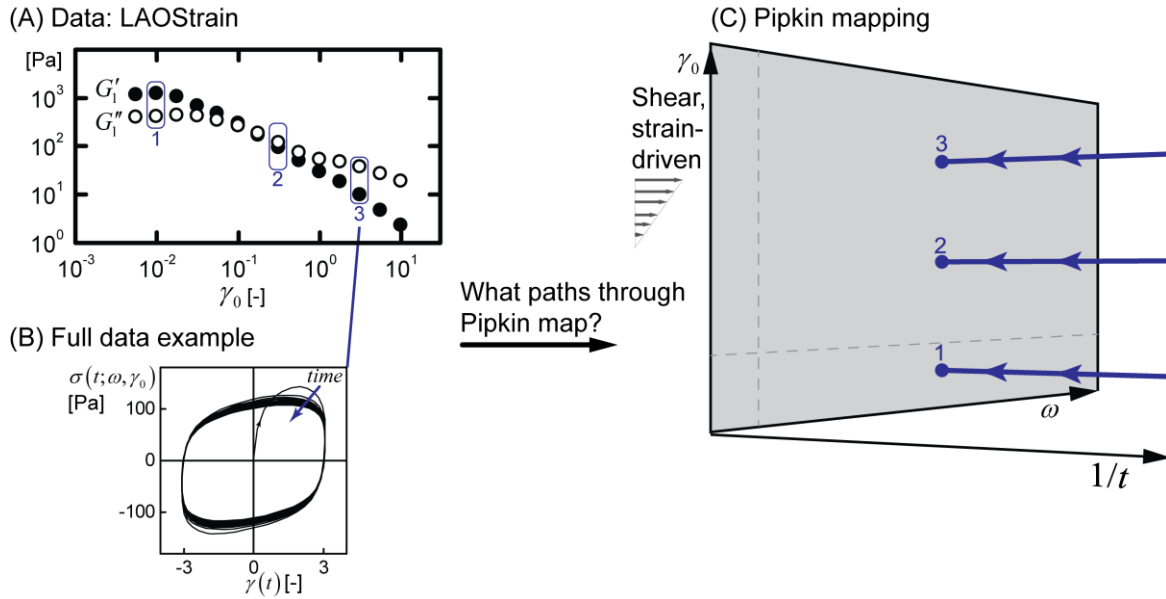 (A) Data: LAOStrain
[Pa]
10³
10²
10¹
10⁰
G₁′
G₁″
1
2
3
10⁻³
10⁻²
10⁻¹
10⁰
10¹
γ₀ [-]
(B) Full data example
σ(t;ω,γ₀)
[Pa]
time
100
0
-100
-3
0
3
γ(t) [-]
What paths through
Pipkin map?
(C) Pipkin mapping
γ₀
Shear,
strain-
driven
3
2
1
ω
1/t